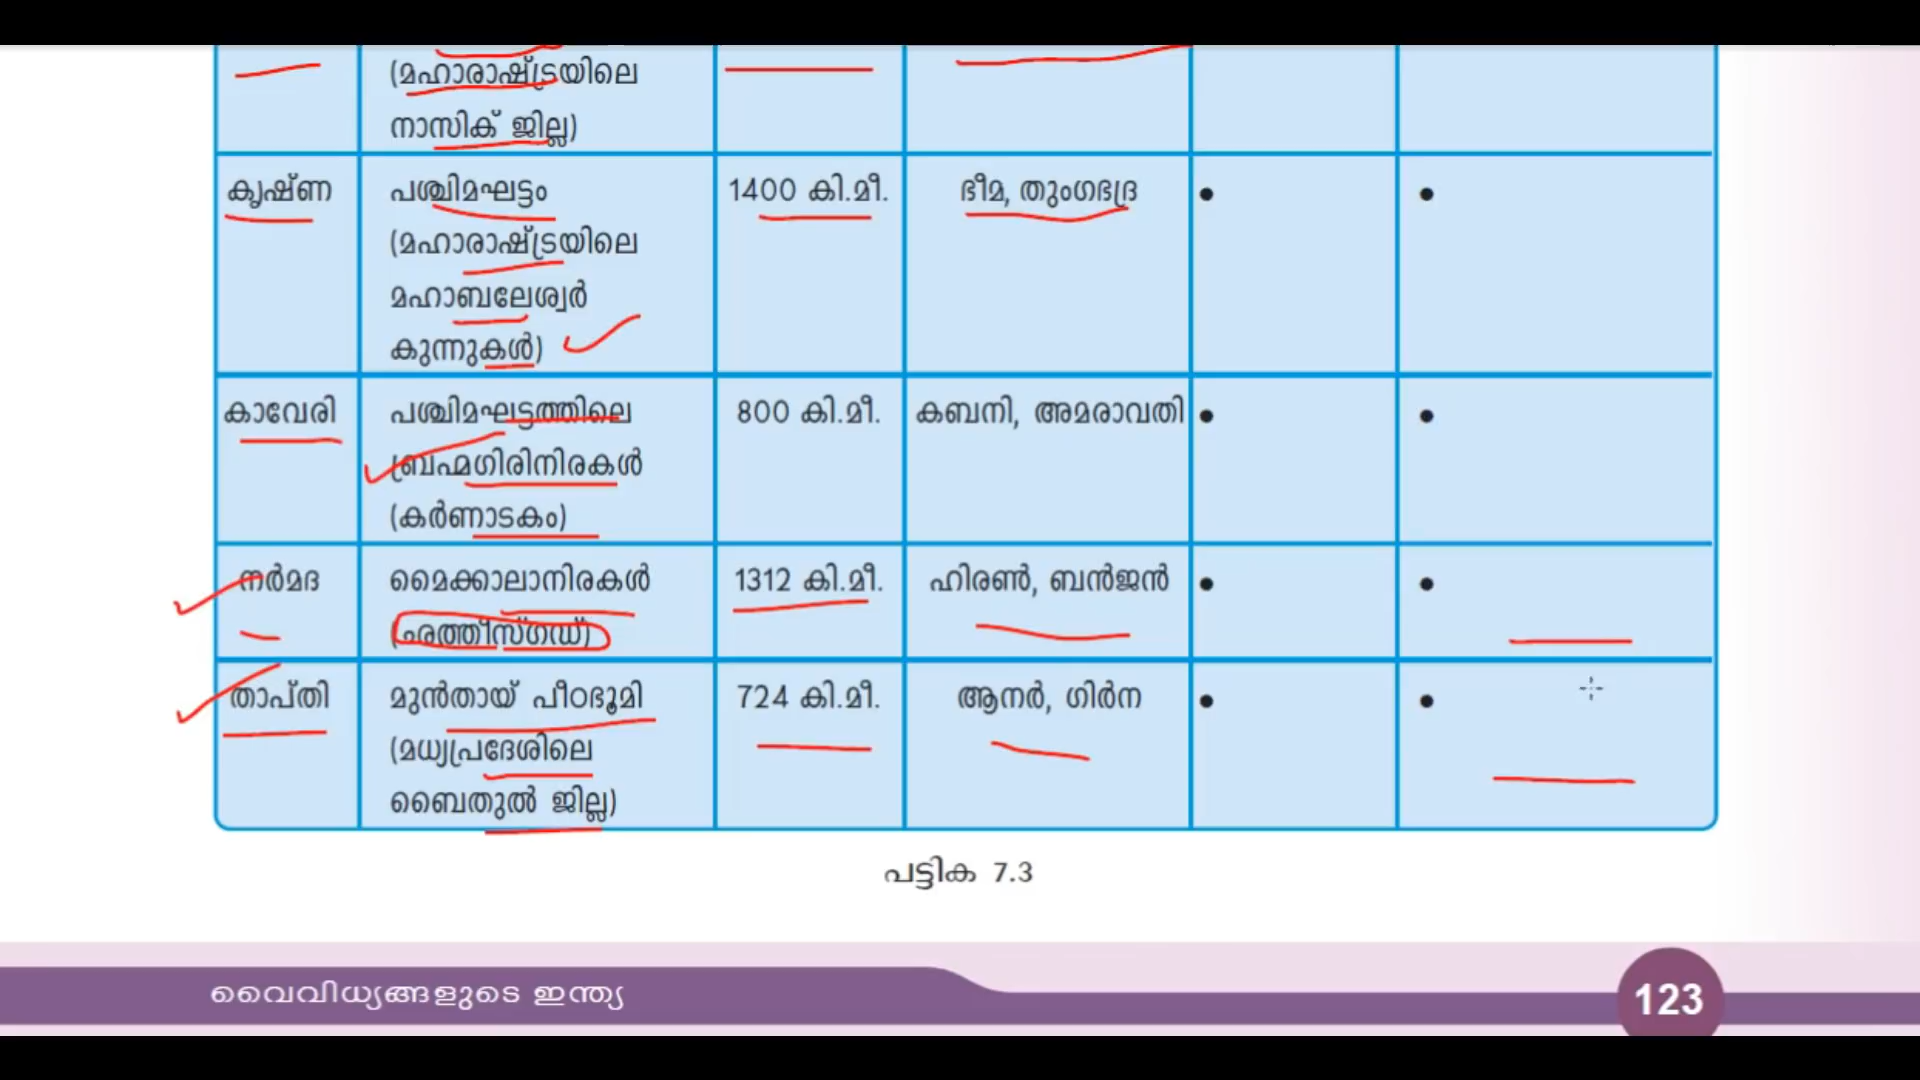 (മഹാരാഷ്ട്രയിലെ
നാസിക് ജില്ല)
കൃഷ്ണ പശ്ചിമഘട്ടം 1400 കി.മീ. ഭീമ, തുംഗഭദ്ര • •
(മഹാരാഷ്ട്രയിലെ
മഹാബലേശ്വർ
കുന്നുകൾ)
കാവേരി പശ്ചിമഘട്ടത്തിലെ 800 കി.മീ. കബനി, അമരാവതി • •
ബ്രഹ്മഗിരിനിരകൾ
(കർണാടകം)
നർമദ മൈക്കാലാനിരകൾ 1312 കി.മീ. ഹിരൺ, ബൻജൻ • •
(ഛത്തീസ്ഗഡ്)
താപ്തി മുൻതായ് പീഠഭൂമി 724 കി.മീ. ആനർ, ഗിർന • •
(മധ്യപ്രദേശിലെ
ബൈതുൽ ജില്ല)
പട്ടിക 7.3
വൈവിധ്യങ്ങളുടെ ഇന്ത്യ 123